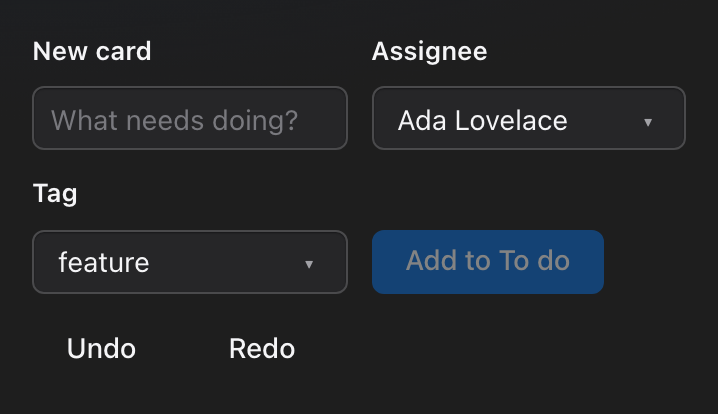 New card
Assignee
What needs doing?
Ada Lovelace
Tag
feature
Add to To do
Undo
Redo